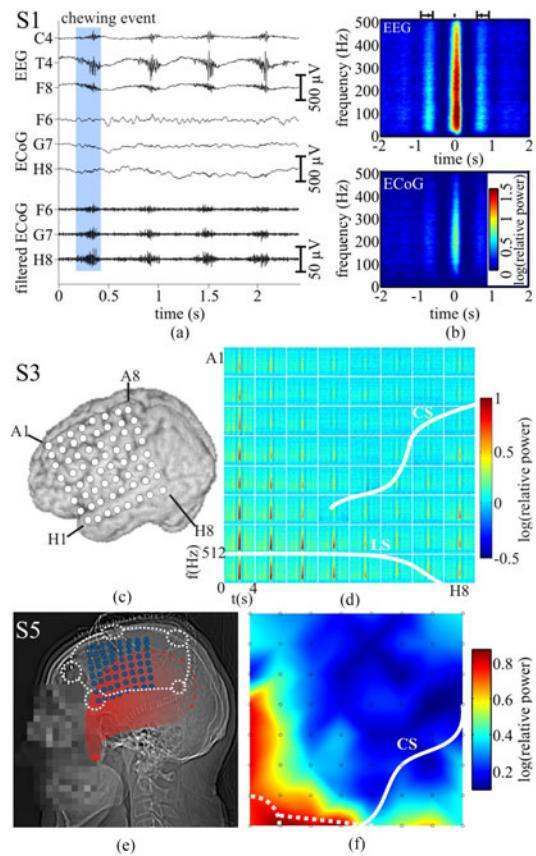 S1
chewing event
EEG
C4
T4
F8
500 µV
ECoG
F6
G7
H8
500 µV
filtered ECoG
F6
G7
H8
50 µV
0 0.5 1 1.5 2
time (s)
(a)
EEG
frequency (Hz)
500
400
300
200
100
0
-2 -1 0 1 2
time (s)
ECoG
frequency (Hz)
500
400
300
200
100
0
-2 -1 0 1 2
time (s)
1.5
1
0.5
0
log(relative power)
(b)
S3
A8
A1
H1
H8
(c)
A1
CS
LS
512
f(Hz)
0 t(s) 4
H8
(d)
1
0.5
0
-0.5
log(relative power)
S5
(e)
CS
(f)
0.8
0.6
0.4
0.2
log(relative power)